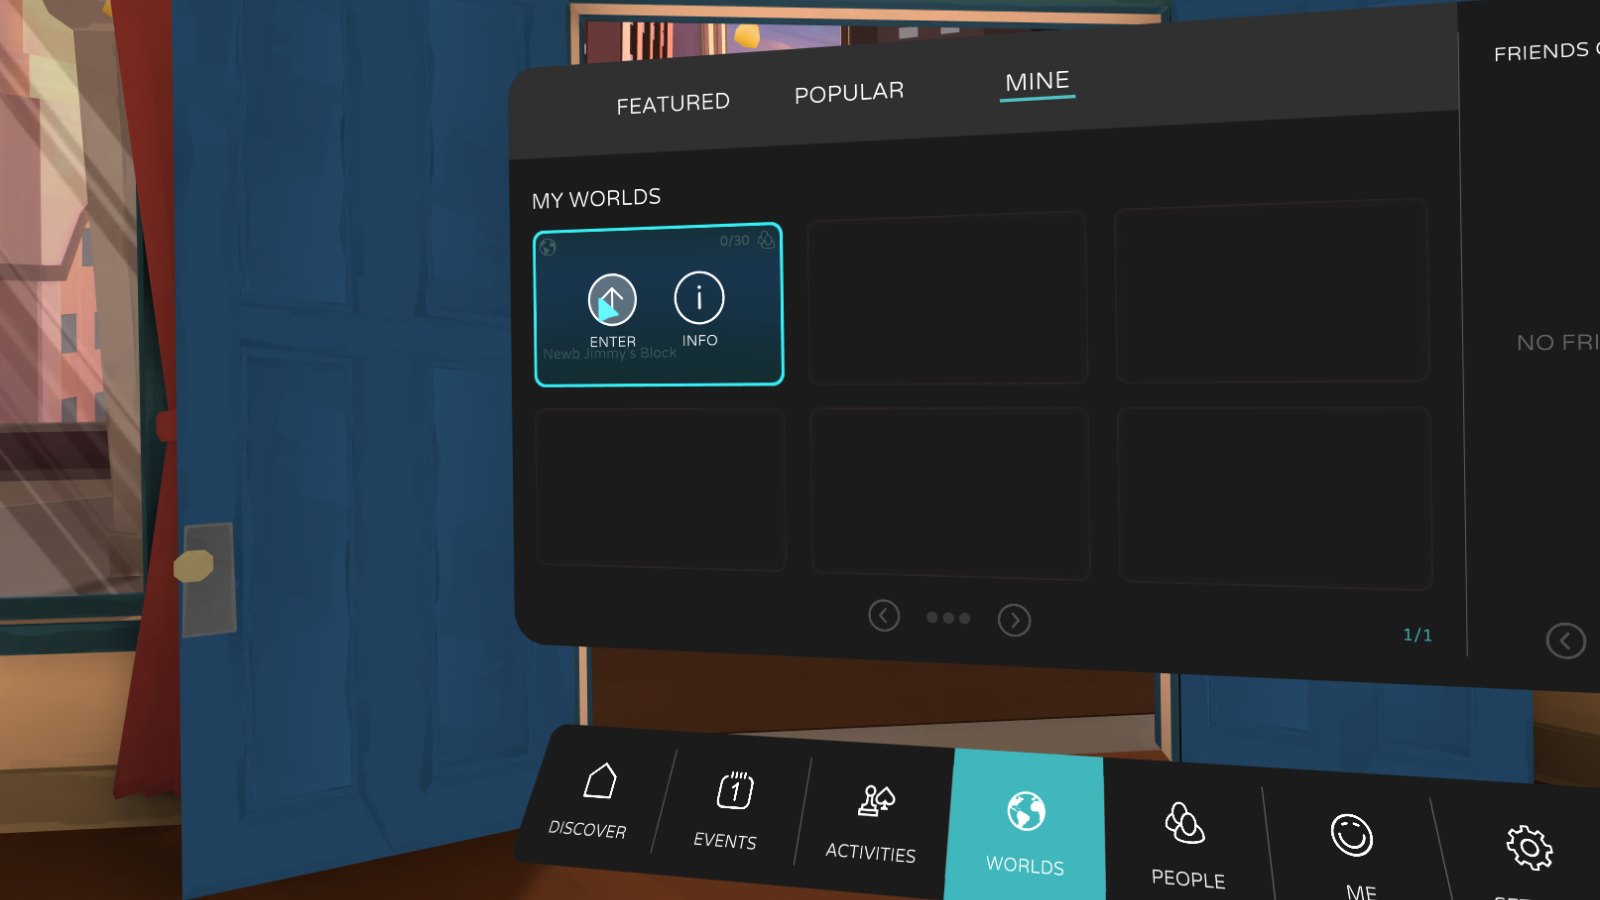 FEATURED
POPULAR
MINE
FRIENDS
MY WORLDS
0/30
ENTER
INFO
Newb Jimmy's Block
NO
1/1
DISCOVER
1
EVENTS
ACTIVITIES
WORLDS
PEOPLE
ME